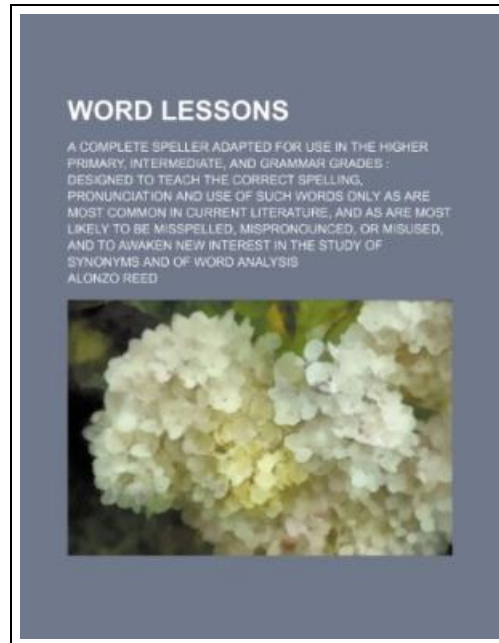 WORD LESSONS
A COMPLETE SPELLER ADAPTED FOR USE IN THE HIGHER
PRIMARY, INTERMEDIATE, AND GRAMMAR GRADES :
DESIGNED TO TEACH THE CORRECT SPELLING,
PRONUNCIATION AND USE OF SUCH WORDS ONLY AS ARE
MOST COMMON IN CURRENT LITERATURE, AND AS ARE MOST
LIKELY TO BE MISSPELLED, MISPRONOUNCED, OR MISUSED,
AND TO AWAKEN NEW INTEREST IN THE STUDY OF
SYNONYMS AND OF WORD ANALYSIS
ALONZO REED